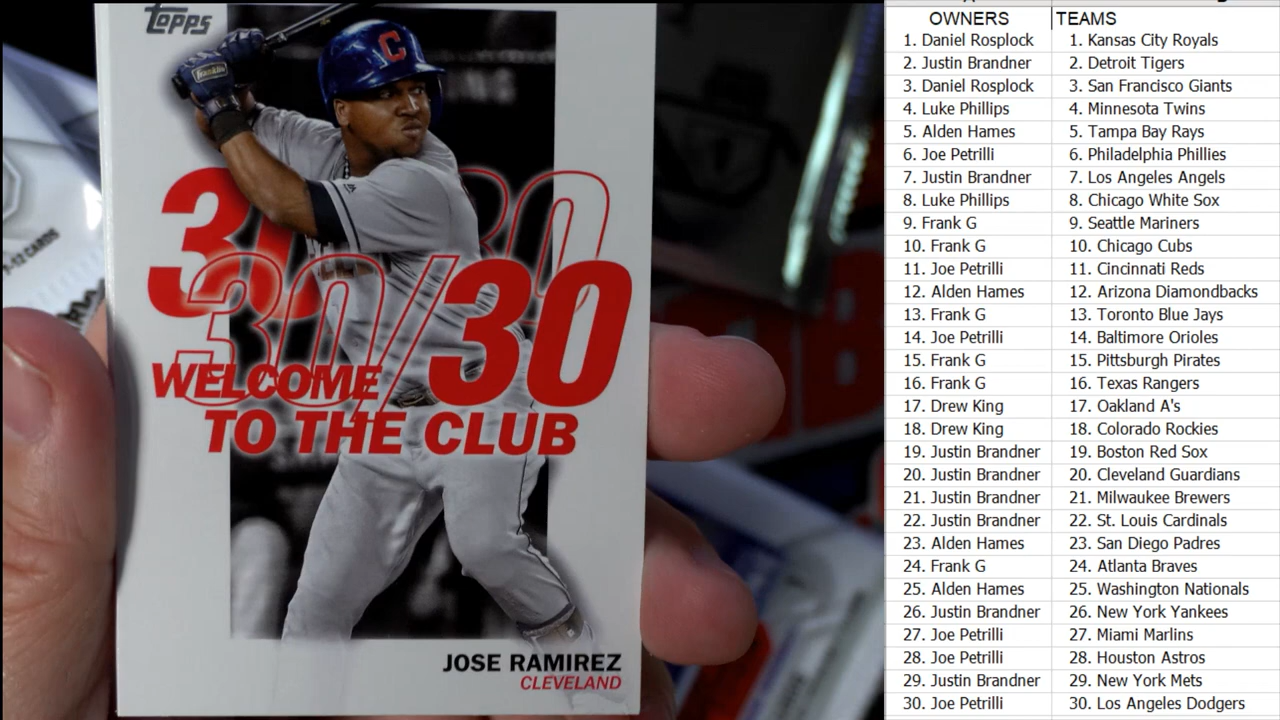 TOPPS
C
Franklin
30/30
30/30
WELCOME
TO THE CLUB
JOSE RAMIREZ
CLEVELAND
7-12 CARDS
OWNERS TEAMS
1. Daniel Rosplock 1. Kansas City Royals
2. Justin Brandner 2. Detroit Tigers
3. Daniel Rosplock 3. San Francisco Giants
4. Luke Phillips 4. Minnesota Twins
5. Alden Hames 5. Tampa Bay Rays
6. Joe Petrilli 6. Philadelphia Phillies
7. Justin Brandner 7. Los Angeles Angels
8. Luke Phillips 8. Chicago White Sox
9. Frank G 9. Seattle Mariners
10. Frank G 10. Chicago Cubs
11. Joe Petrilli 11. Cincinnati Reds
12. Alden Hames 12. Arizona Diamondbacks
13. Frank G 13. Toronto Blue Jays
14. Joe Petrilli 14. Baltimore Orioles
15. Frank G 15. Pittsburgh Pirates
16. Frank G 16. Texas Rangers
17. Drew King 17. Oakland A's
18. Drew King 18. Colorado Rockies
19. Justin Brandner 19. Boston Red Sox
20. Justin Brandner 20. Cleveland Guardians
21. Justin Brandner 21. Milwaukee Brewers
22. Justin Brandner 22. St. Louis Cardinals
23. Alden Hames 23. San Diego Padres
24. Frank G 24. Atlanta Braves
25. Alden Hames 25. Washington Nationals
26. Justin Brandner 26. New York Yankees
27. Joe Petrilli 27. Miami Marlins
28. Joe Petrilli 28. Houston Astros
29. Justin Brandner 29. New York Mets
30. Joe Petrilli 30. Los Angeles Dodgers